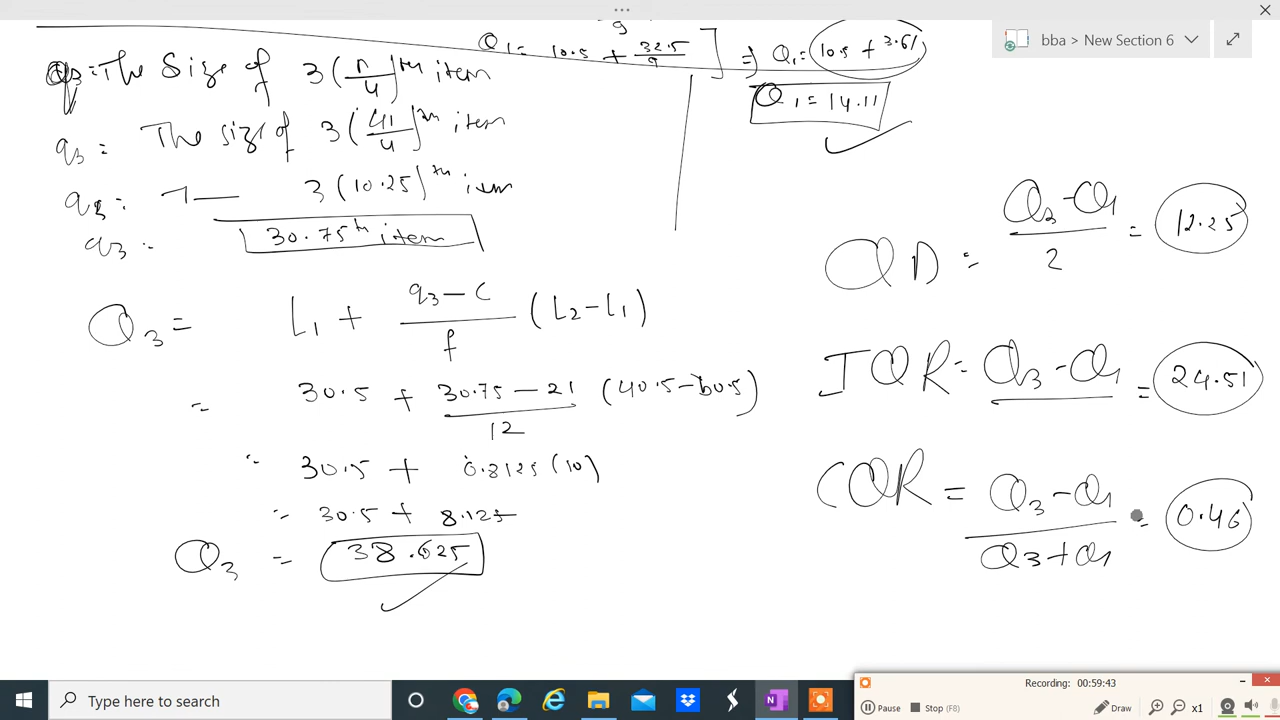 bba > New Section 6
9
Q1 = 10.5 + 32.5/9 ] => Q1 = 10.5 + 3.61
Q1 = 14.11
q3 = The Size of 3(n/4)th item
q3 = The size of 3(41/4)th item
q3 = 3(10.25)th item
q3 = 30.75th item
Q3 = L1 + q3 - C / f (L2 - L1)
= 30.5 + 30.75 - 21 / 12 (40.5 - 30.5)
= 30.5 + 0.8125 (10)
= 30.5 + 8.125
Q3 = 38.625
QD = Q3 - Q1 / 2 = 12.25
IQR = Q3 - Q1 = 24.51
CQR = Q3 - Q1 / Q3 + Q1 = 0.46
Recording: 00:59:43
Pause Stop (F8) Draw x1
Type here to search